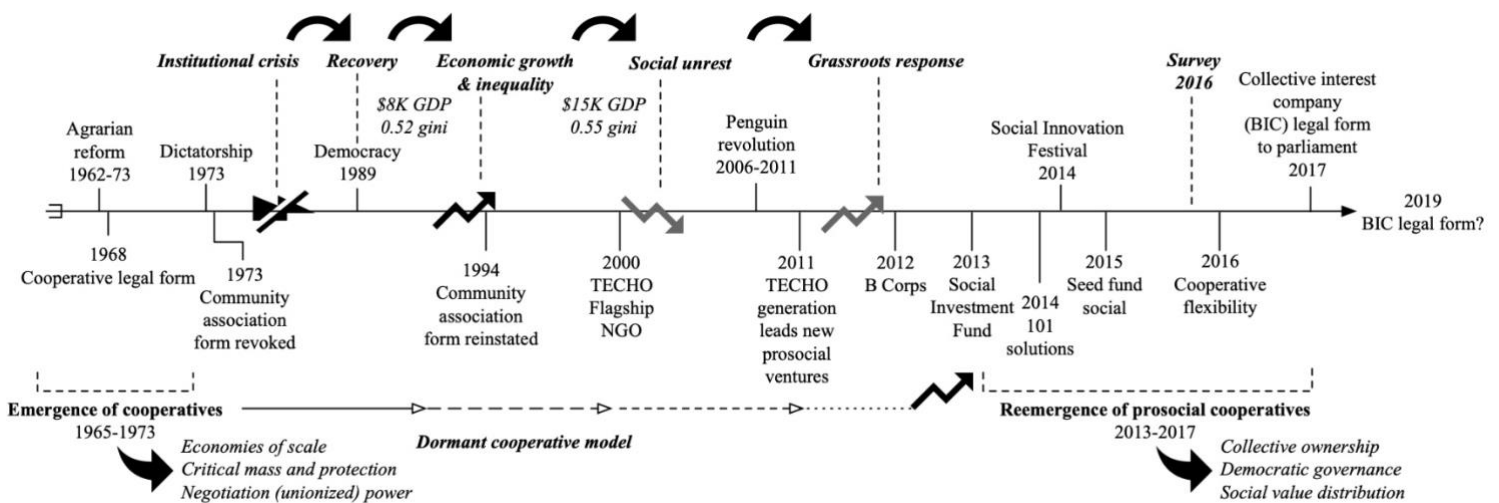 Institutional crisis
Recovery
Economic growth
& inequality
Social unrest
Grassroots response
Survey
2016
Collective interest
company
(BIC) legal form
to parliament
2017
$8K GDP
0.52 gini
$15K GDP
0.55 gini
Agrarian
reform
1962-73
Dictatorship
1973
Democracy
1989
Penguin
revolution
2006-2011
Social Innovation
Festival
2014
2019
BIC legal form?
1968
Cooperative legal form
1973
Community
association
form revoked
1994
Community
association
form reinstated
2000
TECHO
Flagship
NGO
2011
TECHO
generation
leads new
prosocial
ventures
2012
B Corps
2013
Social
Investment
Fund
2014
101
solutions
2015
Seed fund
social
2016
Cooperative
flexibility
Emergence of cooperatives
1965-1973
Economies of scale
Critical mass and protection
Negotiation (unionized) power
Dormant cooperative model
Reemergence of prosocial cooperatives
2013-2017
Collective ownership
Democratic governance
Social value distribution